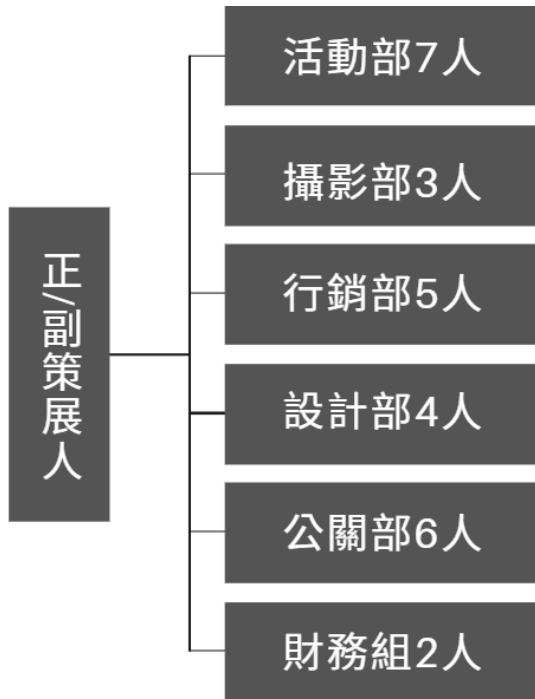 正/副策展人
活動部7人
攝影部3人
行銷部5人
設計部4人
公關部6人
財務組2人